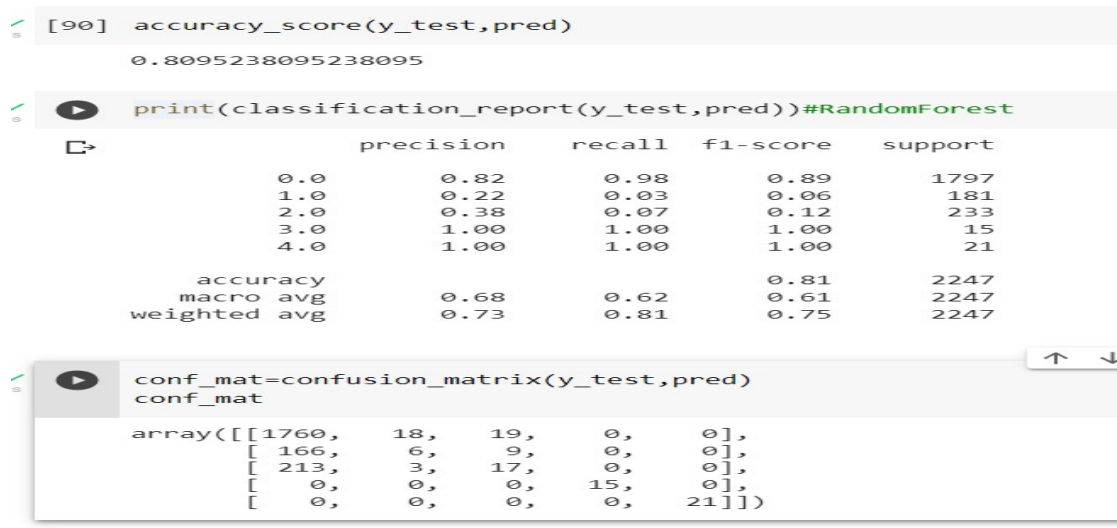 [90] accuracy_score(y_test,pred)
0.8095238095238095
print(classification_report(y_test,pred))#RandomForest
precision recall f1-score support
0.0 0.82 0.98 0.89 1797
1.0 0.22 0.03 0.06 181
2.0 0.38 0.07 0.12 233
3.0 1.00 1.00 1.00 15
4.0 1.00 1.00 1.00 21
accuracy 0.81 2247
macro avg 0.68 0.62 0.61 2247
weighted avg 0.73 0.81 0.75 2247
conf_mat=confusion_matrix(y_test,pred)
conf_mat
array([[1760, 18, 19, 0, 0],
[ 166, 6, 9, 0, 0],
[ 213, 3, 17, 0, 0],
[ 0, 0, 0, 15, 0],
[ 0, 0, 0, 0, 21]])